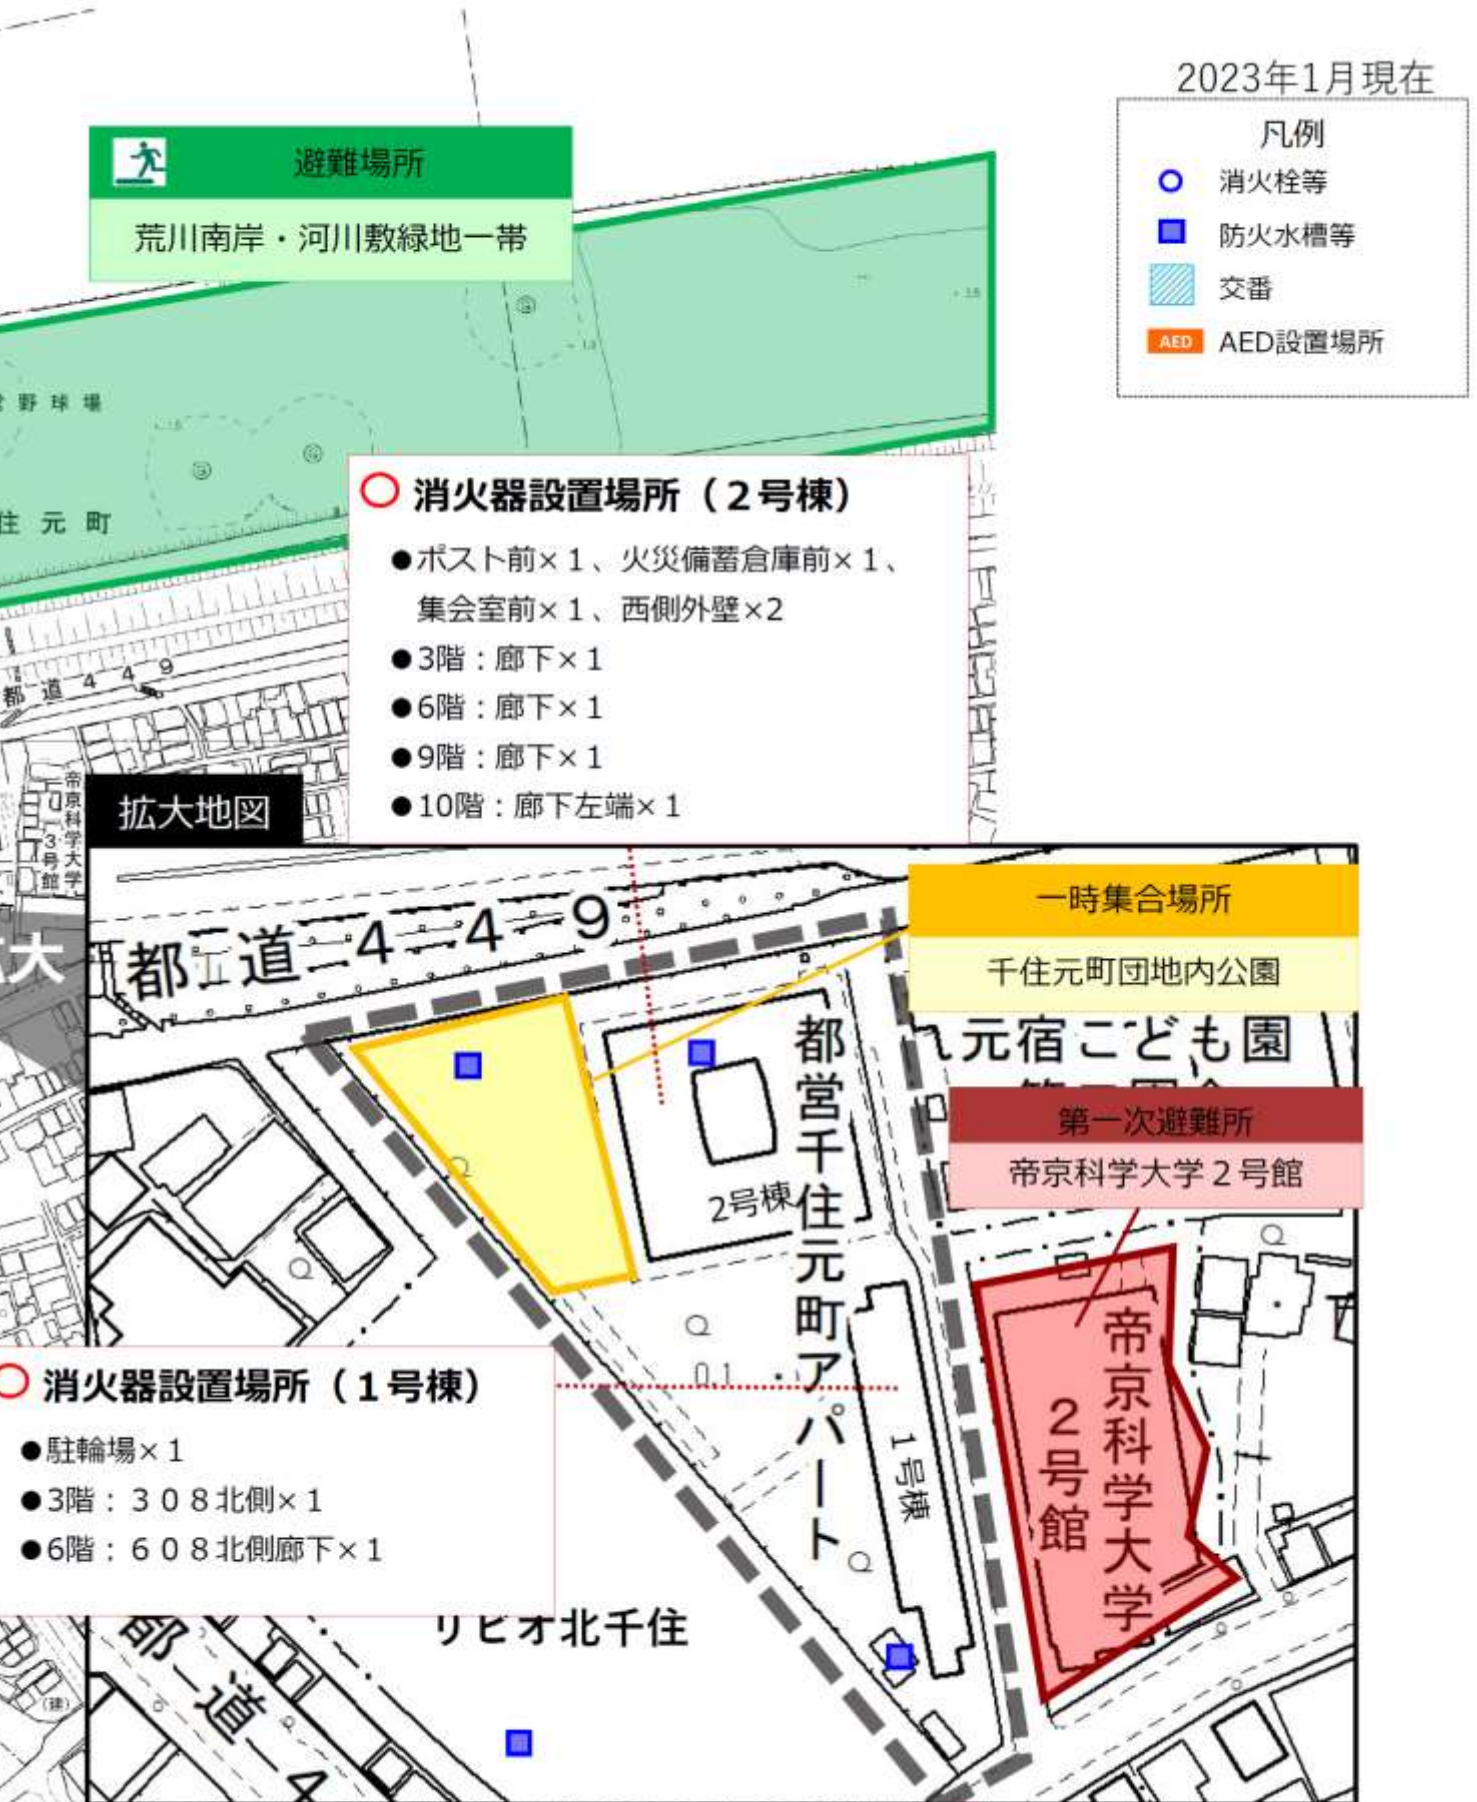 2023年1月現在
凡例
消火栓等
防火水槽等
交番
AED AED設置場所
避難場所
荒川南岸・河川敷緑地一帯
野球場
住元町
消火器設置場所（２号棟）
●ポスト前×１、火災備蓄倉庫前×１、
集会室前×１、西側外壁×2
●3階：廊下×１
●6階：廊下×１
●9階：廊下×１
●10階：廊下左端×１
都道449
帝京科学大学
3号館
拡大地図
大
都道449
一時集合場所
千住元町団地内公園
元宿こども園
第一次避難所
帝京科学大学２号館
都営千住元町アパート
2号棟
0.1
1号棟
帝京科学大学
2号館
消火器設置場所（１号棟）
●駐輪場×１
●3階：３０８北側×１
●6階：６０８北側廊下×１
リビオ北千住
都道4
(建)